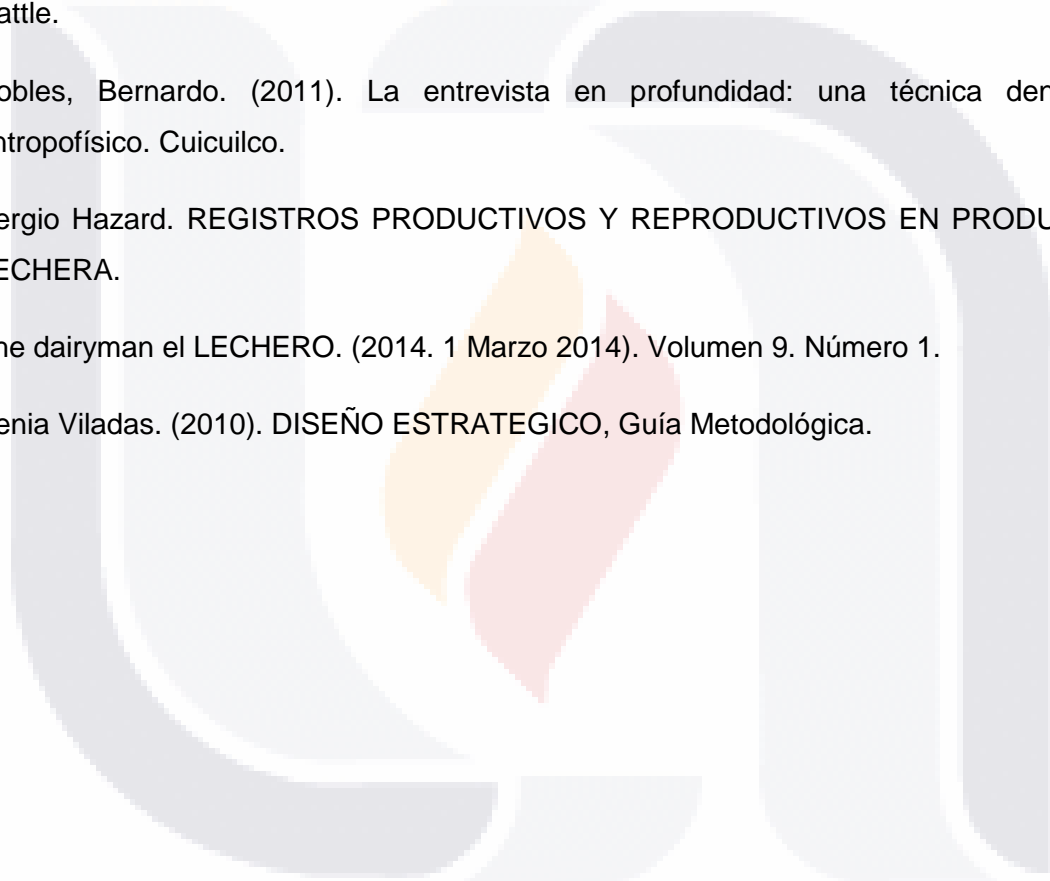 attle.
obles, Bernardo. (2011). La entrevista en profundidad: una técnica den
ntropofísico. Cuicuilco.
ergio Hazard. REGISTROS PRODUCTIVOS Y REPRODUCTIVOS EN PRODU
ECHERA.
he dairyman el LECHERO. (2014. 1 Marzo 2014). Volumen 9. Número 1.
enia Viladas. (2010). DISEÑO ESTRATEGICO, Guía Metodológica.